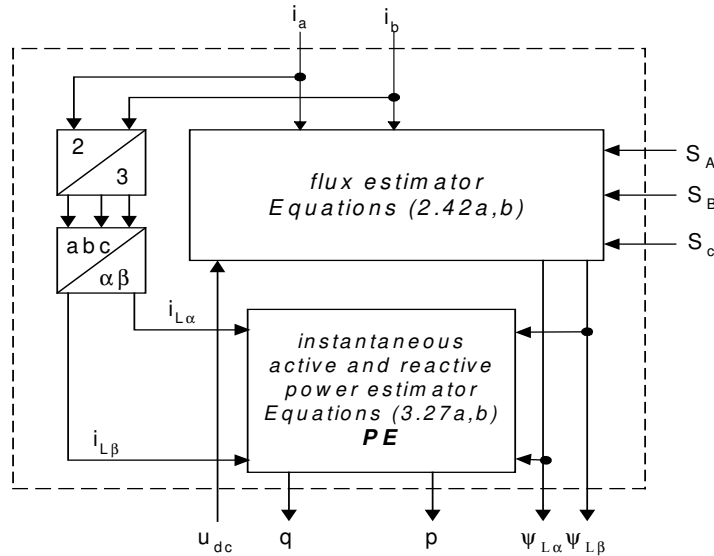 i_a
i_b
2
3
flux estimator
Equations (2.42a,b)
S_A
S_B
S_c
abc
αβ
i_Lα
instantaneous
active and reactive
power estimator
Equations (3.27a,b)
PE
i_Lβ
u_dc
q
p
ψ_Lα
ψ_Lβ